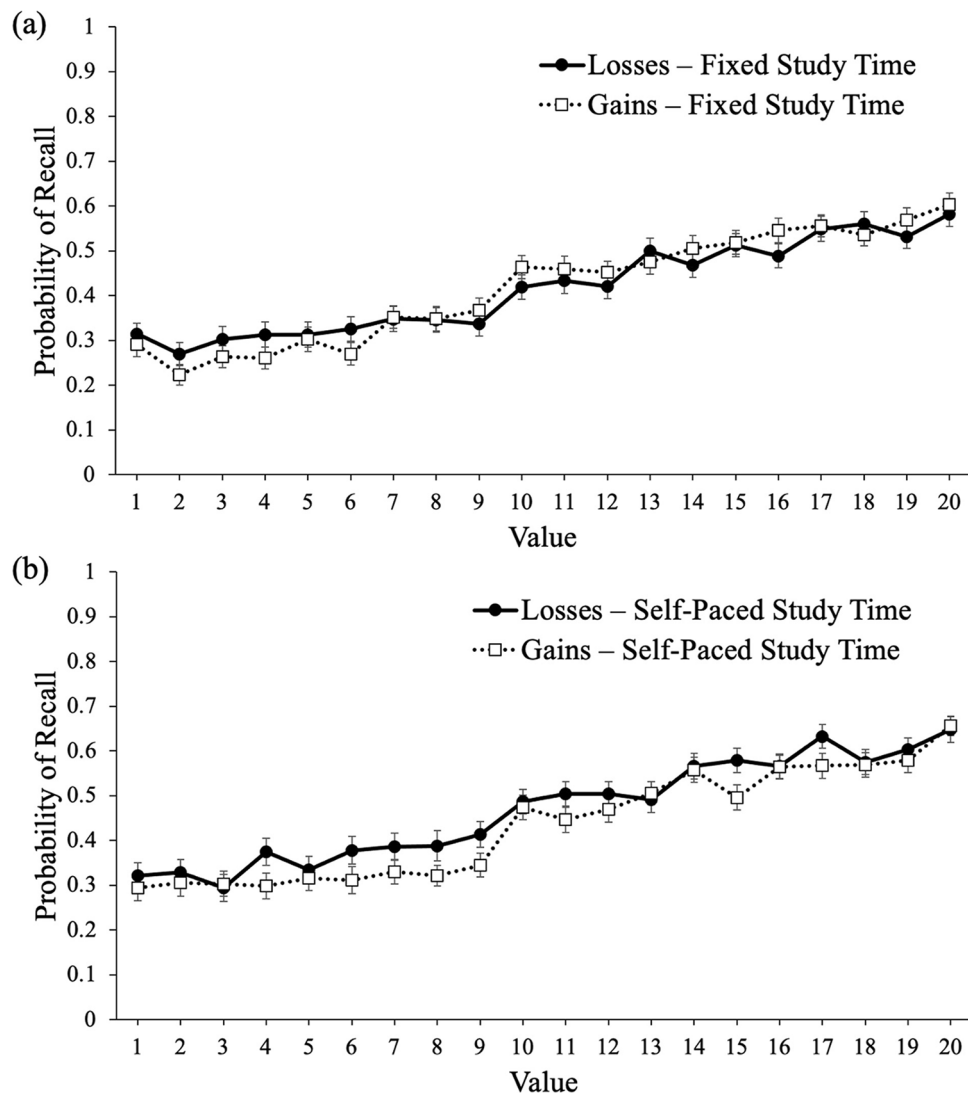 (a)
1
0.9
0.8
0.7
0.6
0.5
0.4
0.3
0.2
0.1
0
Probability of Recall
Losses – Fixed Study Time
Gains – Fixed Study Time
1 2 3 4 5 6 7 8 9 10 11 12 13 14 15 16 17 18 19 20
Value
(b)
1
0.9
0.8
0.7
0.6
0.5
0.4
0.3
0.2
0.1
0
Probability of Recall
Losses – Self-Paced Study Time
Gains – Self-Paced Study Time
1 2 3 4 5 6 7 8 9 10 11 12 13 14 15 16 17 18 19 20
Value